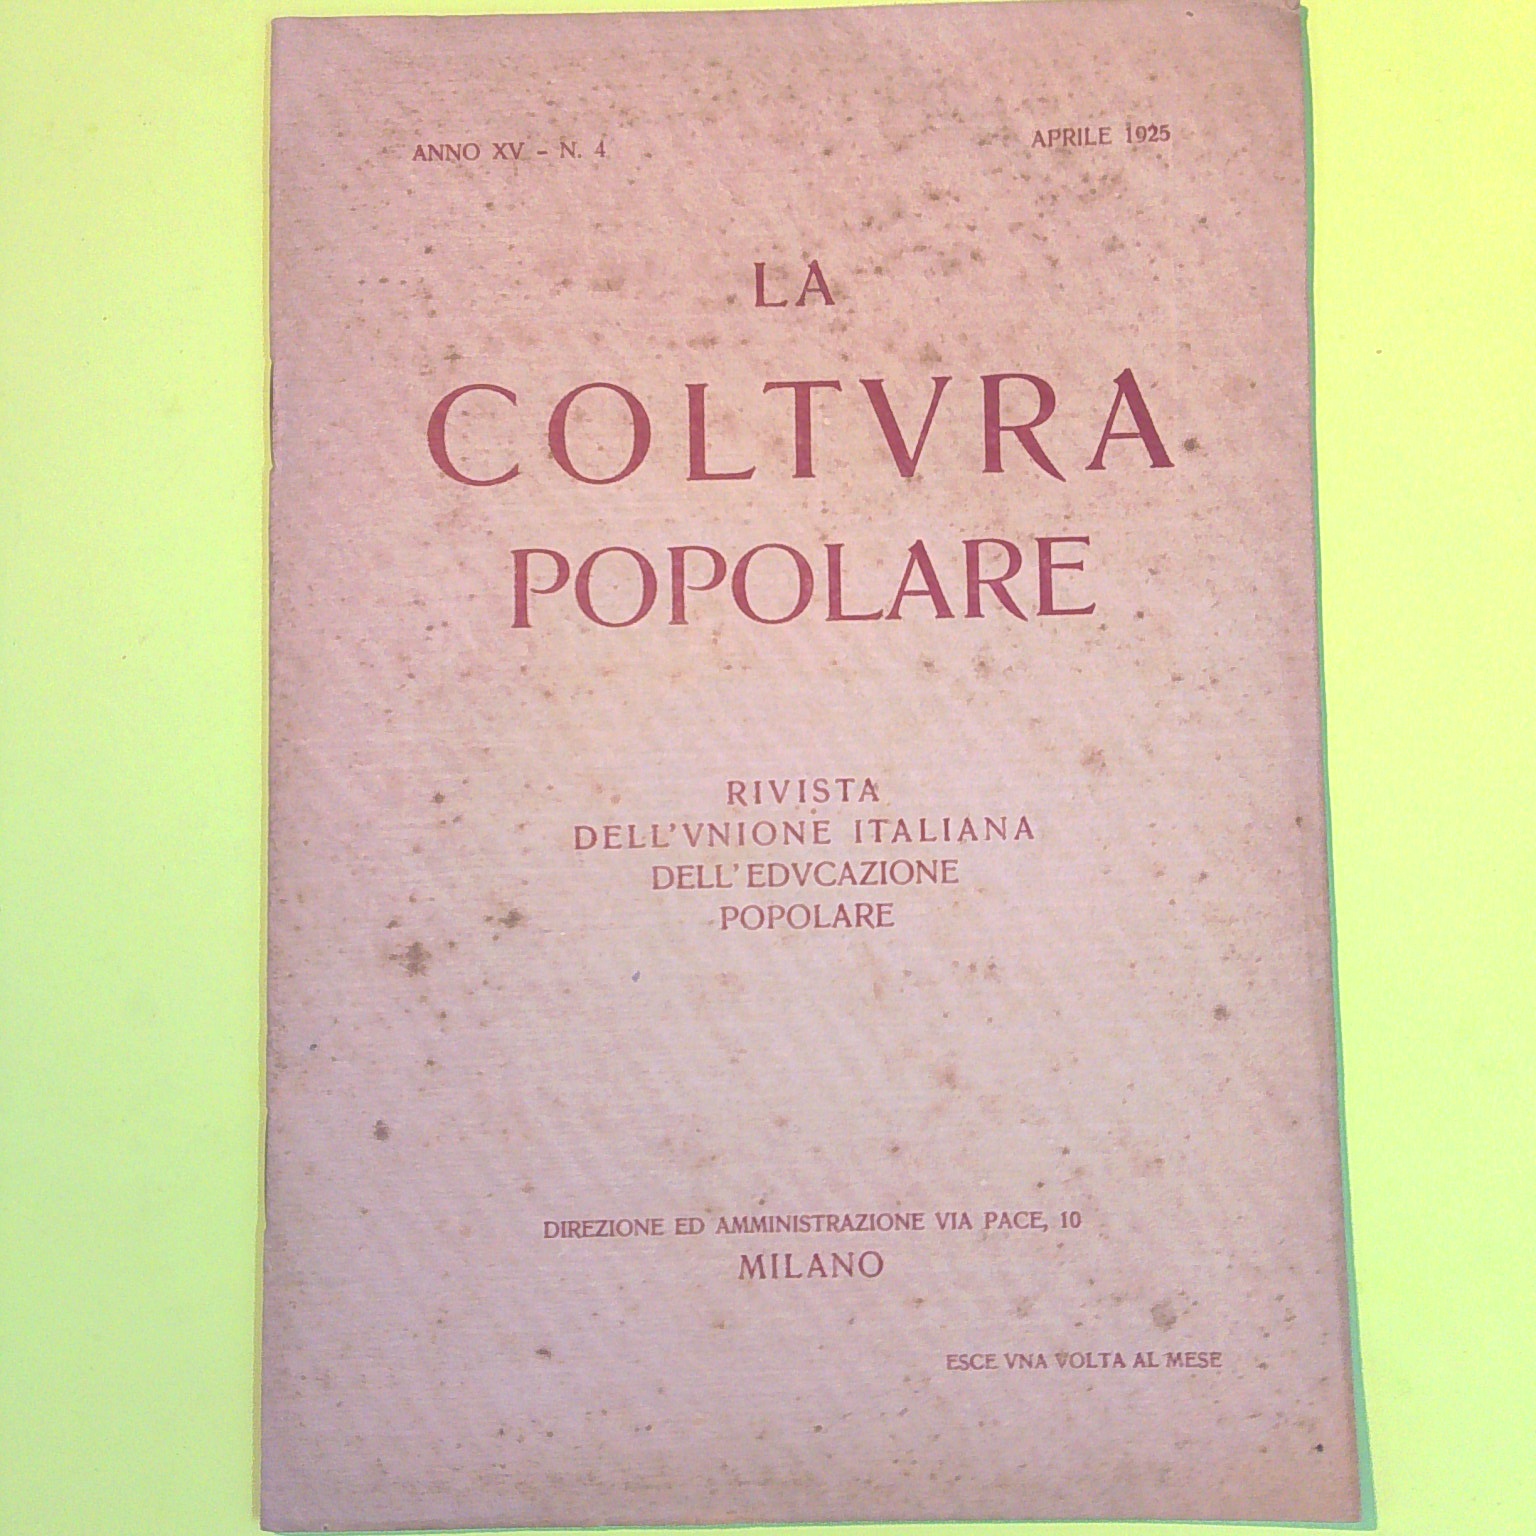 ANNO XV - N. 4
APRILE 1925
LA
COLTVRA
POPOLARE
RIVISTA
DELL'VNIONE ITALIANA
DELL'EDVCAZIONE
POPOLARE
DIREZIONE ED AMMINISTRAZIONE VIA PACE, 10
MILANO
ESCE VNA VOLTA AL MESE